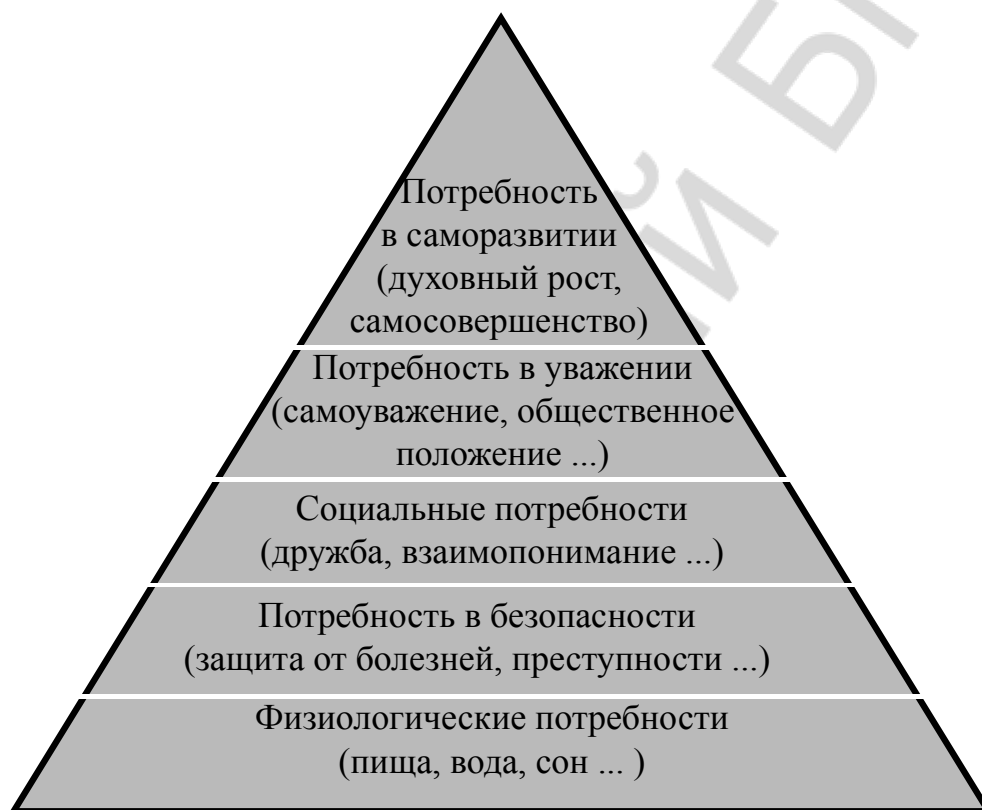 Потребность
в саморазвитии
(духовный рост,
самосовершенство)
Потребность в уважении
(самоуважение, общественное
положение ...)
Социальные потребности
(дружба, взаимопонимание ...)
Потребность в безопасности
(защита от болезней, преступности ...)
Физиологические потребности
(пища, вода, сон ... )